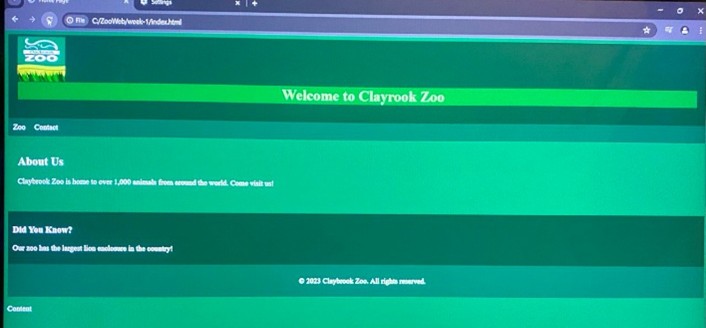 Home Page
Settings
File C:/ZooWeb/week-1/index.html
ZOO
Welcome to Clayrook Zoo
Zoo Contact
About Us
Claybrook Zoo is home to over 1,000 animals from around the world. Come visit us!
Did You Know?
Our zoo has the largest lion enclosure in the country!
© 2023 Claybrook Zoo. All rights reserved.
Content